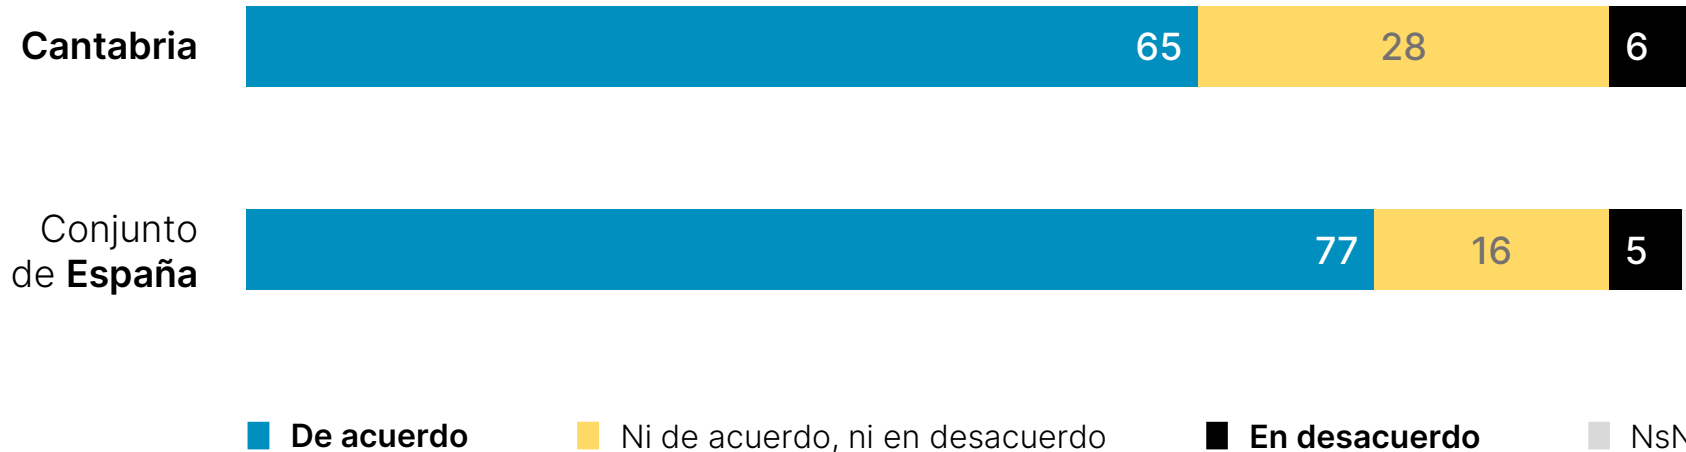 Cantabria 65 28 6
Conjunto
de España 77 16 5
De acuerdo Ni de acuerdo, ni en desacuerdo En desacuerdo